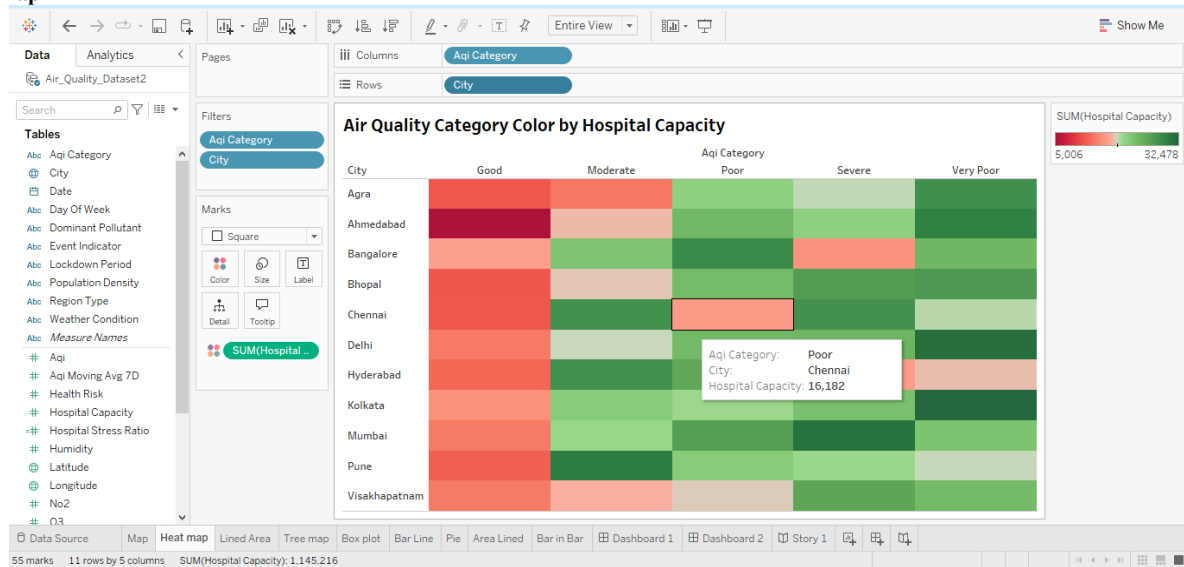 Entire View
Show Me
Data
Analytics
Air_Quality_Dataset2
Search
Tables
Abc Aqi Category
City
Date
Abc Day Of Week
Abc Dominant Pollutant
Abc Event Indicator
Abc Lockdown Period
Abc Population Density
Abc Region Type
Abc Weather Condition
Abc Measure Names
# Aqi
# Aqi Moving Avg 7D
# Health Risk
# Hospital Capacity
=# Hospital Stress Ratio
# Humidity
Latitude
Longitude
# No2
# O3
Pages
Filters
Aqi Category
City
Marks
Square
Color Size Label
Detail Tooltip
SUM(Hospital ..
Columns Aqi Category
Rows City
Air Quality Category Color by Hospital Capacity
Aqi Category
City Good Moderate Poor Severe Very Poor
Agra
Ahmedabad
Bangalore
Bhopal
Chennai
Delhi
Hyderabad
Kolkata
Mumbai
Pune
Visakhapatnam
Aqi Category: Poor
City: Chennai
Hospital Capacity: 16,182
SUM(Hospital Capacity)
5,006 32,478
Data Source Map Heat map Lined Area Tree map Box plot Bar Line Pie Area Lined Bar in Bar Dashboard 1 Dashboard 2 Story 1
55 marks 11 rows by 5 columns SUM(Hospital Capacity): 1,145,216